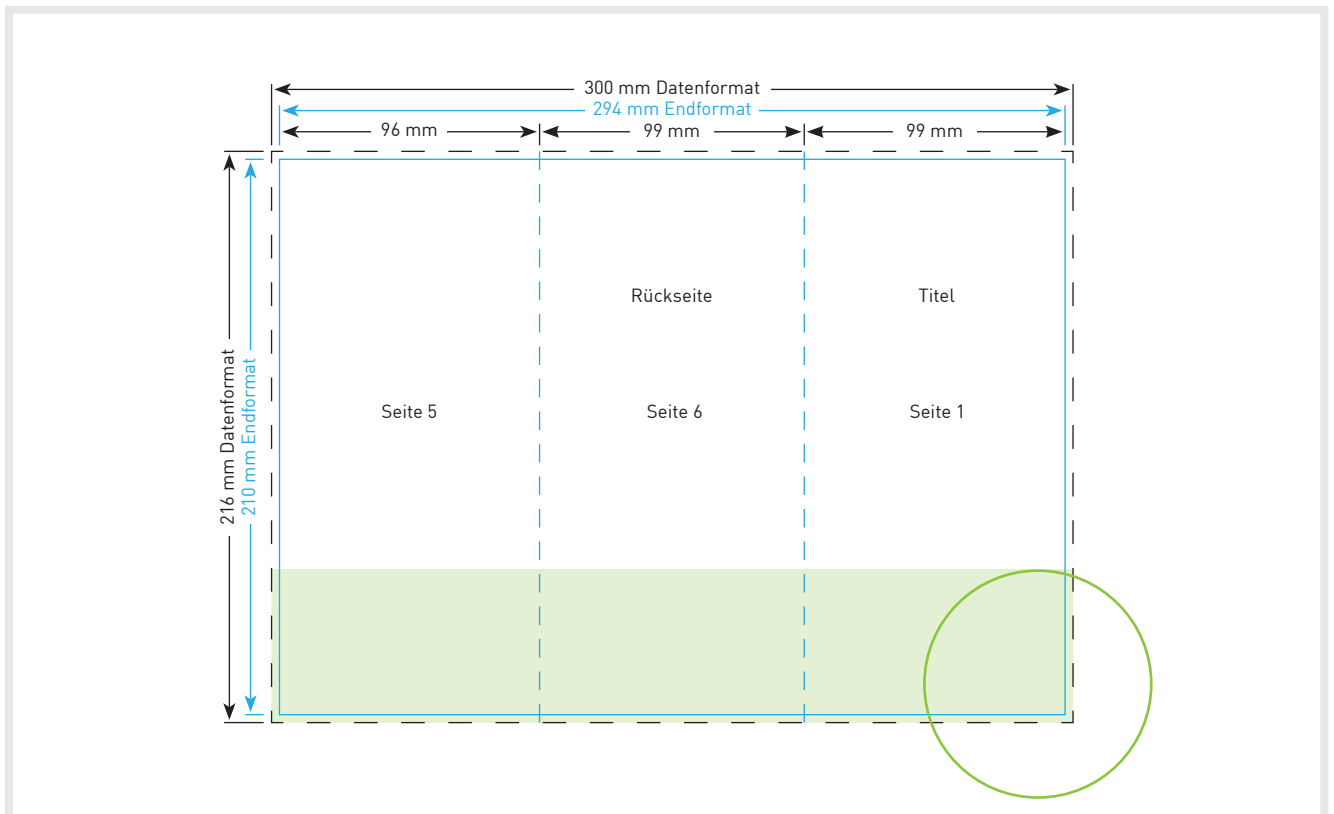 300 mm Datenformat
294 mm Endformat
96 mm
99 mm
99 mm
216 mm Datenformat
210 mm Endformat
Rückseite
Titel
Seite 5
Seite 6
Seite 1